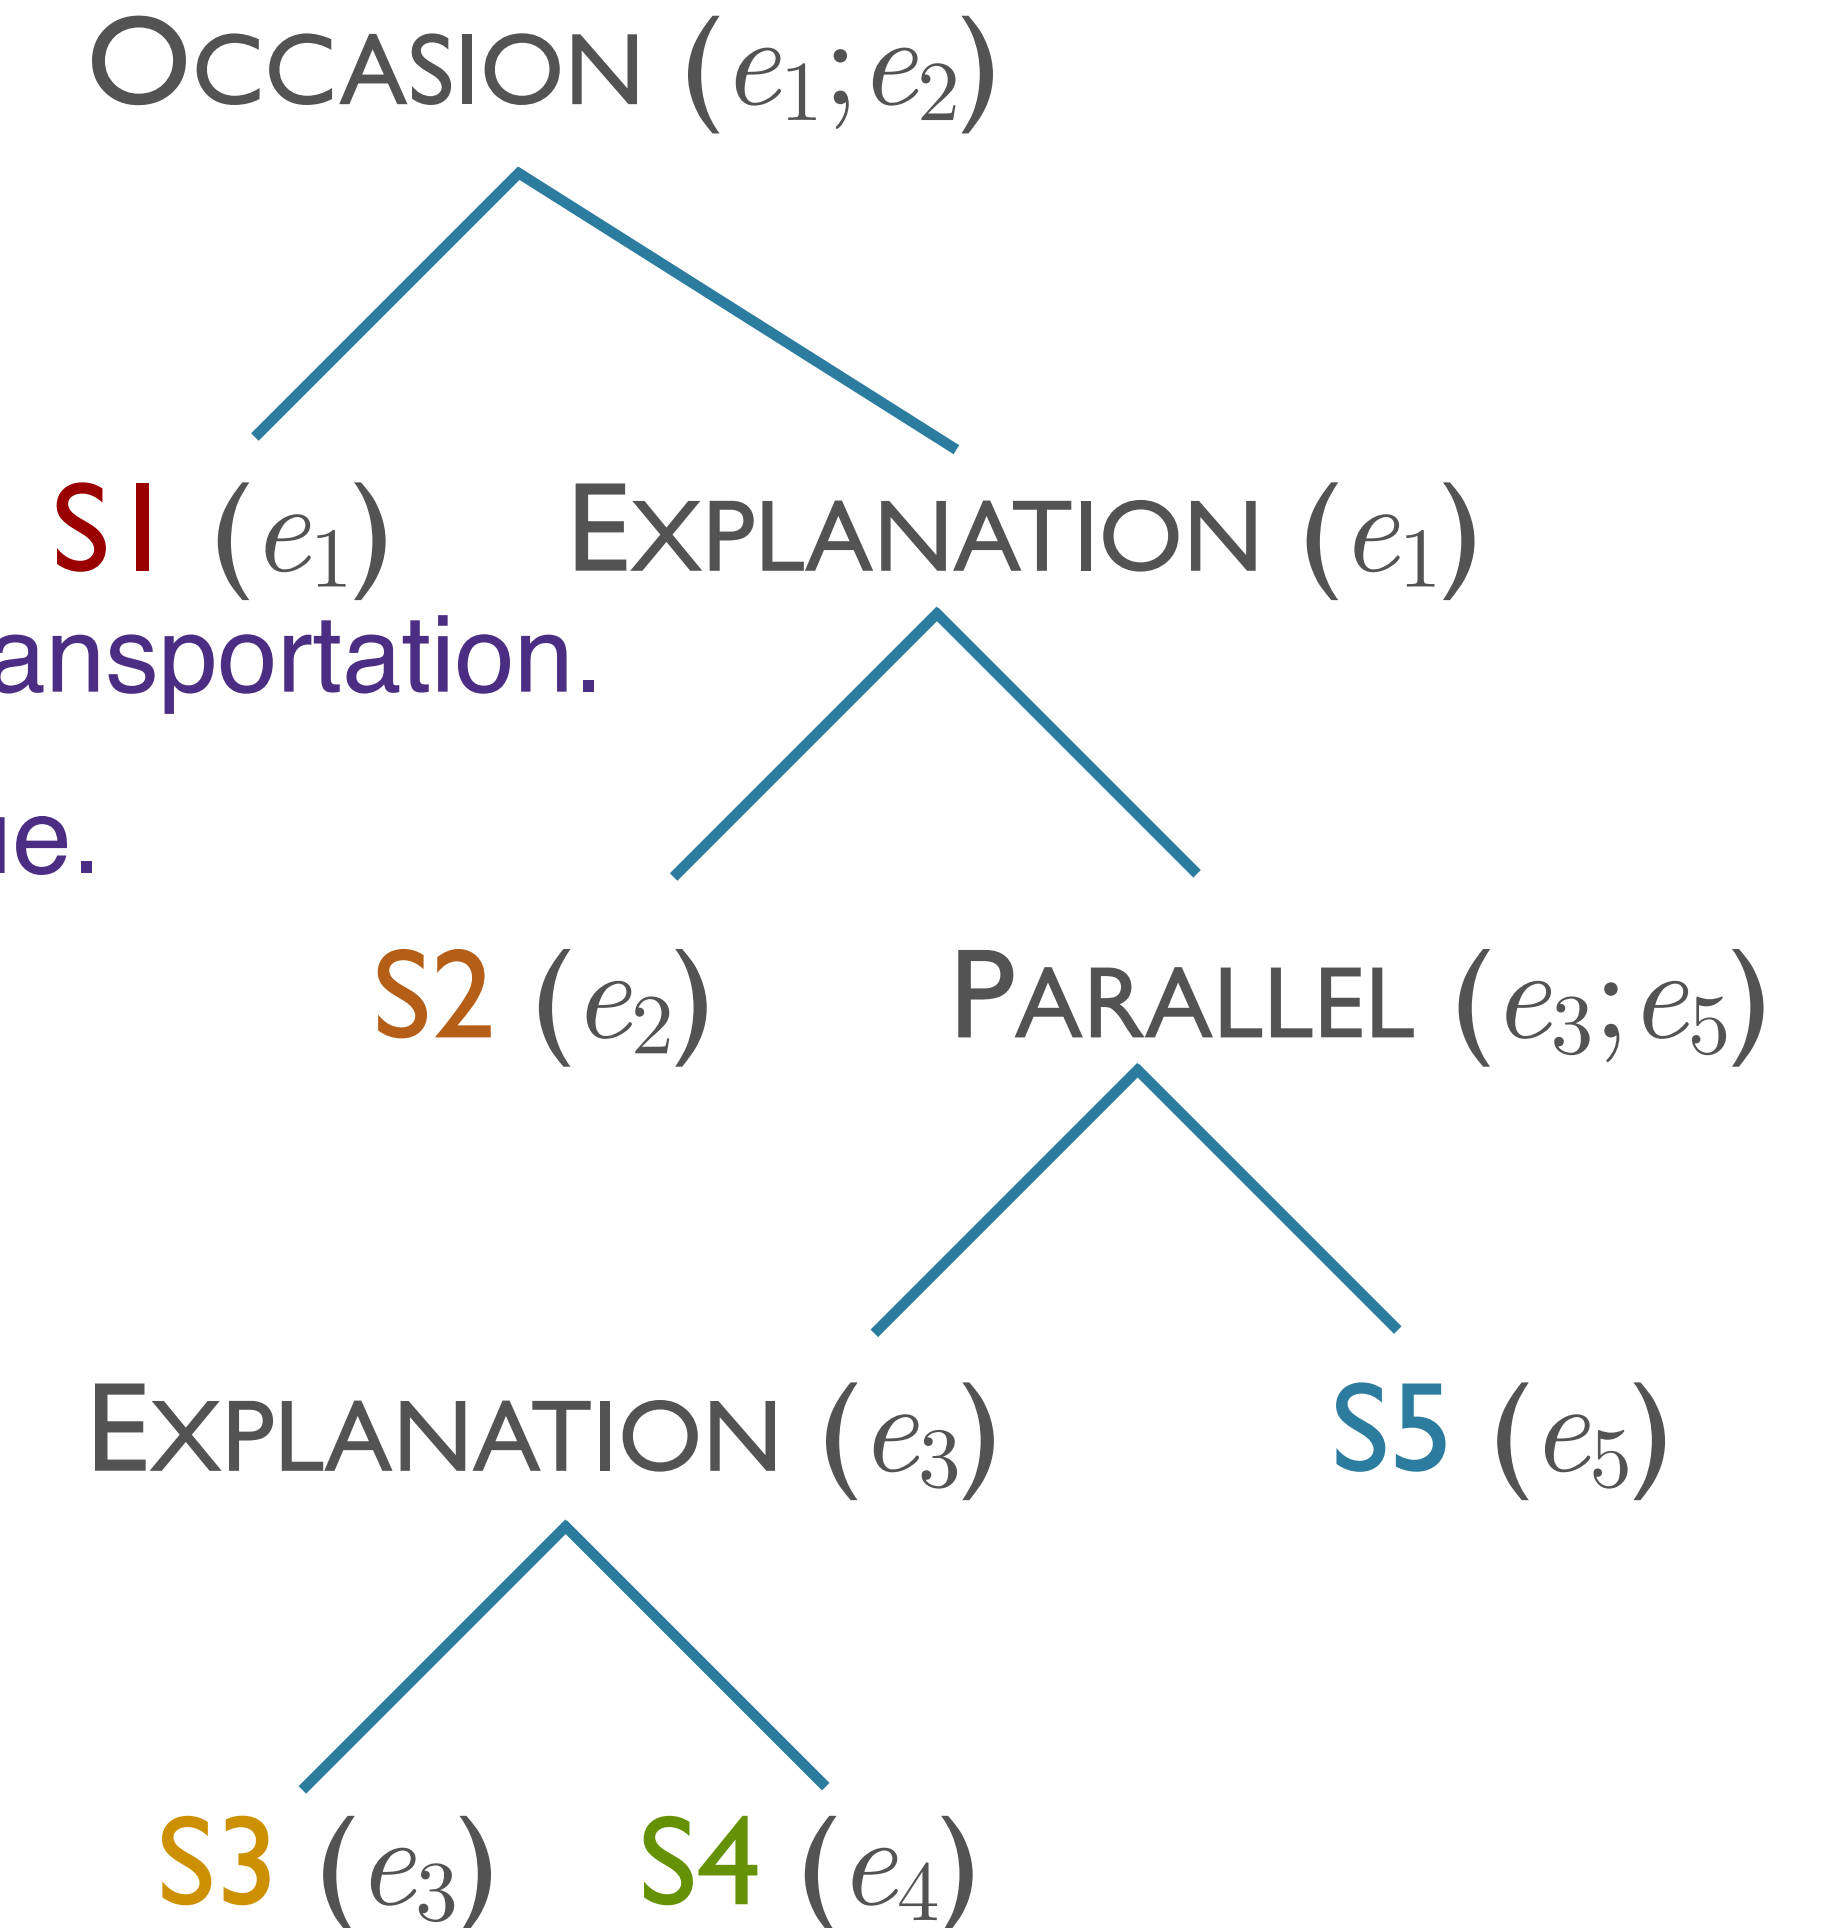 OCCASION (e₁; e₂)
S1 (e₁) EXPLANATION (e₁)
ansportation.
e.
S2 (e₂) PARALLEL (e₃; e₅)
EXPLANATION (e₃) S5 (e₅)
S3 (e₃) S4 (e₄)